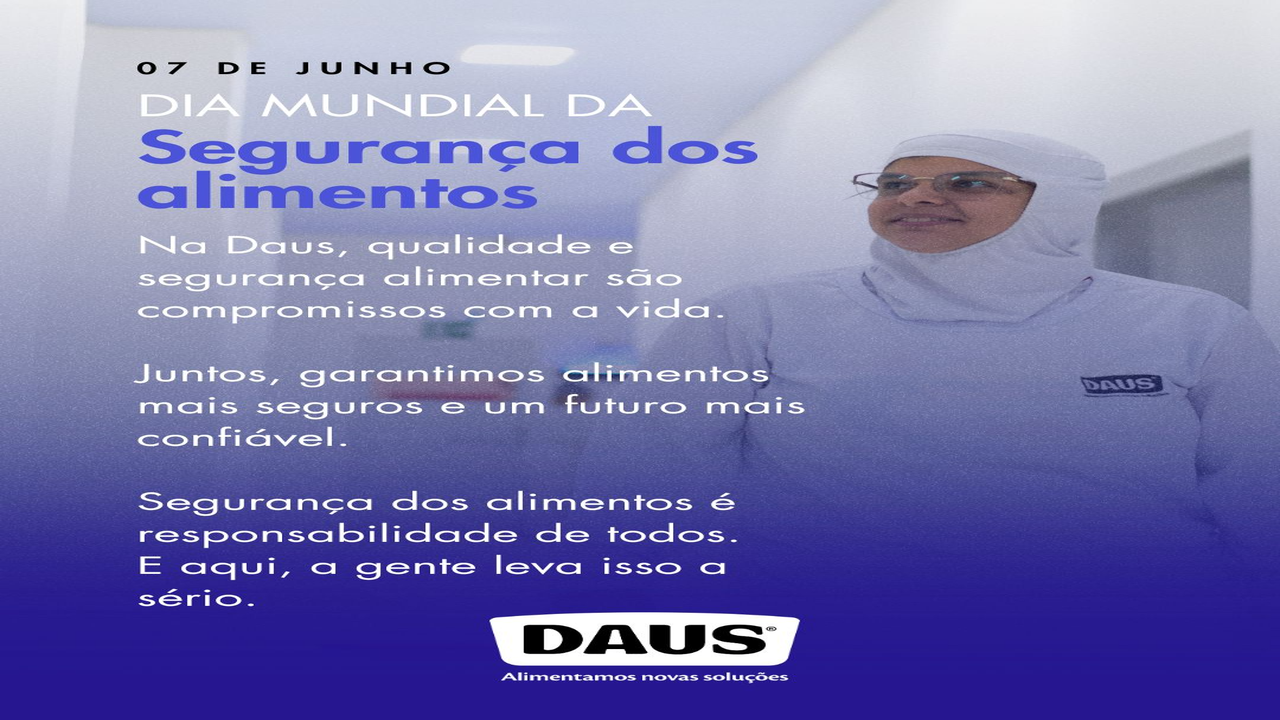 07 DE JUNHO
DIA MUNDIAL DA
Segurança dos
alimentos
Na Daus, qualidade e
segurança alimentar são
compromissos com a vida.
Juntos, garantimos alimentos
mais seguros e um futuro mais
confiável.
Segurança dos alimentos é
responsabilidade de todos.
E aqui, a gente leva isso a
sério.
DAUS
DAUS®
Alimentamos novas soluções